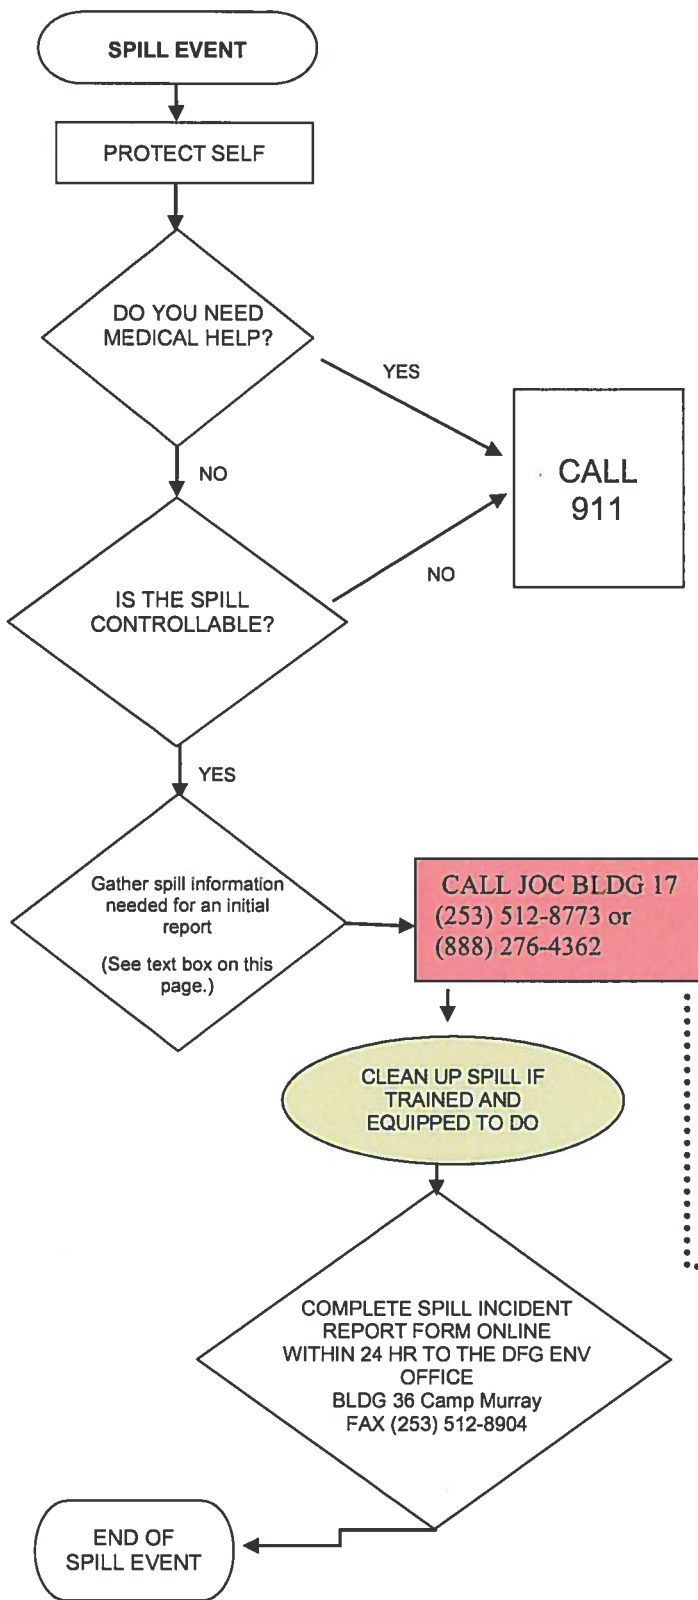 SPILL EVENT
PROTECT SELF
DO YOU NEED
MEDICAL HELP?
YES
CALL
911
NO
NO
IS THE SPILL
CONTROLLABLE?
YES
Gather spill information
needed for an initial
report
(See text box on this
page.)
CALL JOC BLDG 17
(253) 512-8773 or
(888) 276-4362
CLEAN UP SPILL IF
TRAINED AND
EQUIPPED TO DO
COMPLETE SPILL INCIDENT
REPORT FORM ONLINE
WITHIN 24 HR TO THE DFG ENV
OFFICE
BLDG 36 Camp Murray
FAX (253) 512-8904
END OF
SPILL EVENT